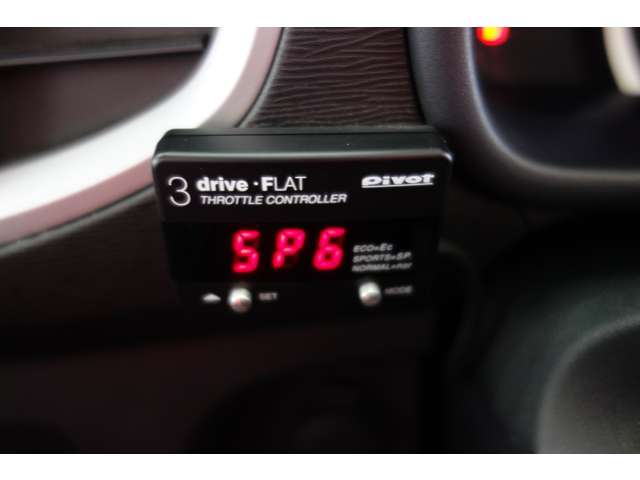 3 drive・FLAT Pivot
THROTTLE CONTROLLER
SP6
ECO=Ec
SPORTS=SP.
NORMAL=nor
SET MODE